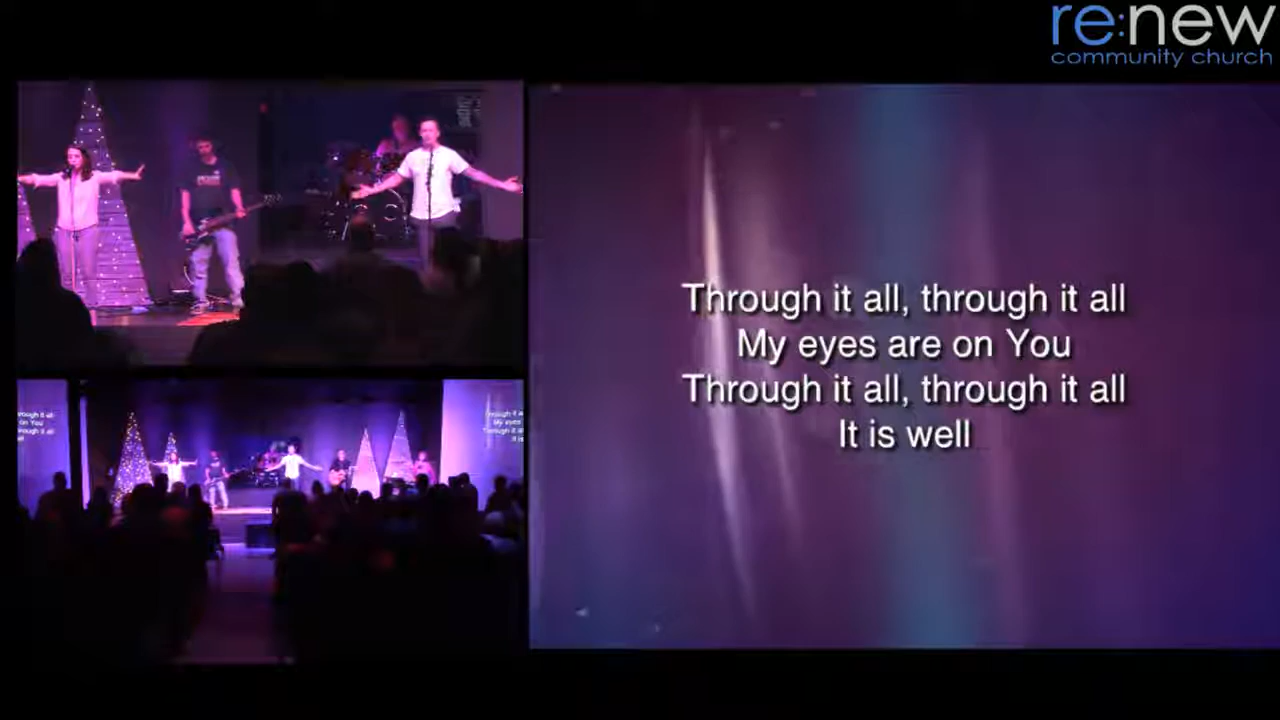 re:new
community church
Through it all, through it all
My eyes are on You
Through it all, through it all
It is well